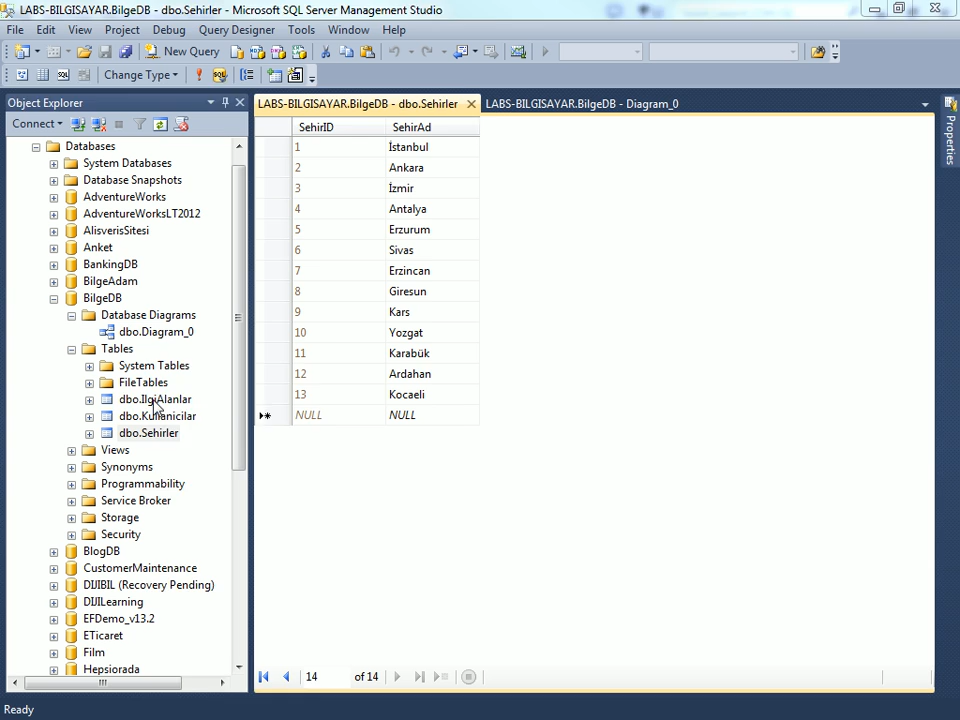 LABS-BILGISAYAR.BilgeDB - dbo.Sehirler - Microsoft SQL Server Management Studio
File Edit View Project Debug Query Designer Tools Window Help
New Query
Change Type
Object Explorer
Connect
Databases
System Databases
Database Snapshots
AdventureWorks
AdventureWorksLT2012
AlisverisSitesi
Anket
BankingDB
BilgeAdam
BilgeDB
Database Diagrams
dbo.Diagram_0
Tables
System Tables
FileTables
dbo.IlgiAlanlar
dbo.Kullanicilar
dbo.Sehirler
Views
Synonyms
Programmability
Service Broker
Storage
Security
BlogDB
CustomerMaintenance
DIJIBIL (Recovery Pending)
DIJILearning
EFDemo_v13.2
ETicaret
Film
Hepsiorada
LABS-BILGISAYAR.BilgeDB - dbo.Sehirler
LABS-BILGISAYAR.BilgeDB - Diagram_0
SehirID SehirAd
1 İstanbul
2 Ankara
3 İzmir
4 Antalya
5 Erzurum
6 Sivas
7 Erzincan
8 Giresun
9 Kars
10 Yozgat
11 Karabük
12 Ardahan
13 Kocaeli
NULL NULL
14 of 14
Properties
Ready